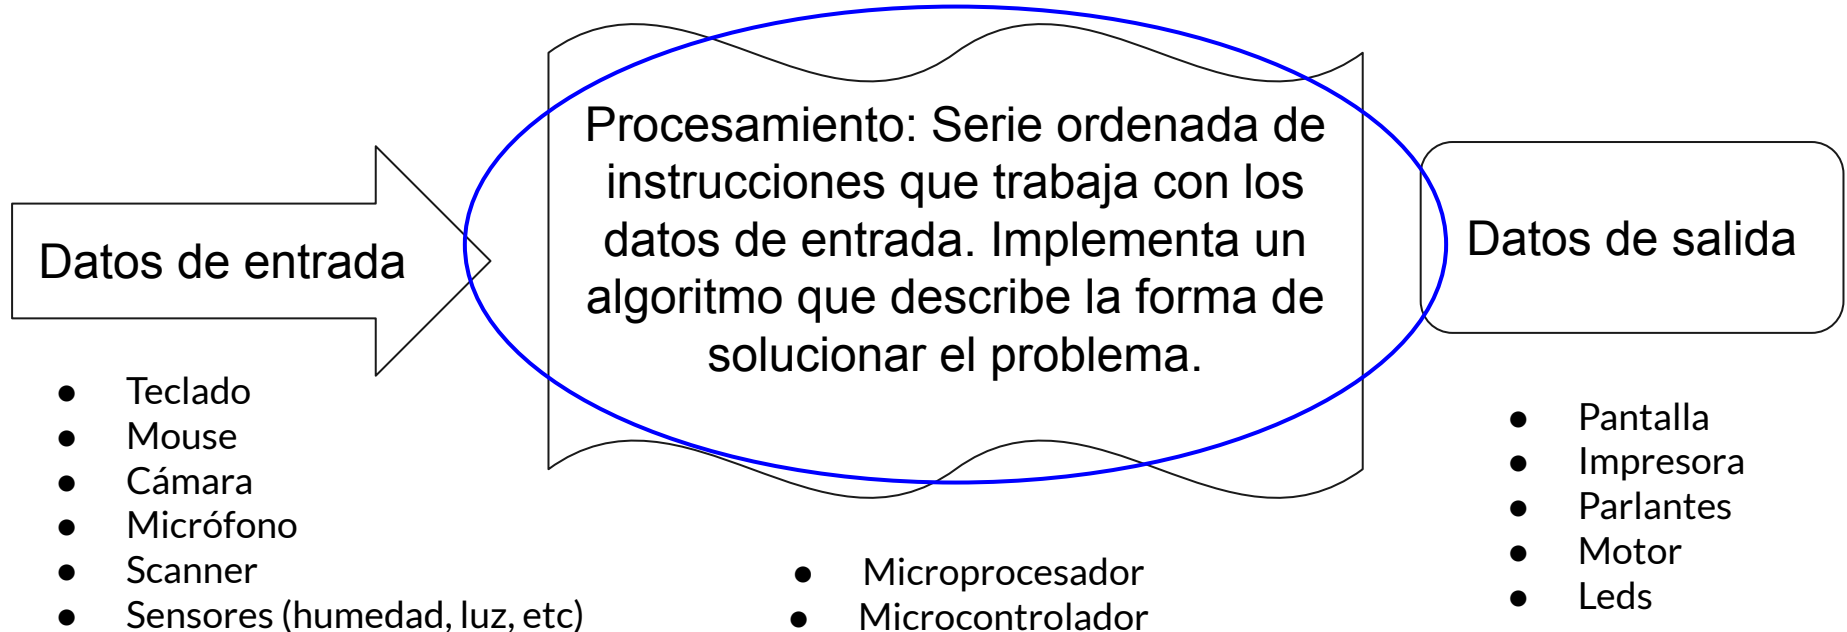 Datos de entrada
Procesamiento: Serie ordenada de
instrucciones que trabaja con los
datos de entrada. Implementa un
algoritmo que describe la forma de
solucionar el problema.
Datos de salida
● Teclado
● Mouse
● Cámara
● Micrófono
● Scanner
● Sensores (humedad, luz, etc)
● Microprocesador
● Microcontrolador
● Pantalla
● Impresora
● Parlantes
● Motor
● Leds